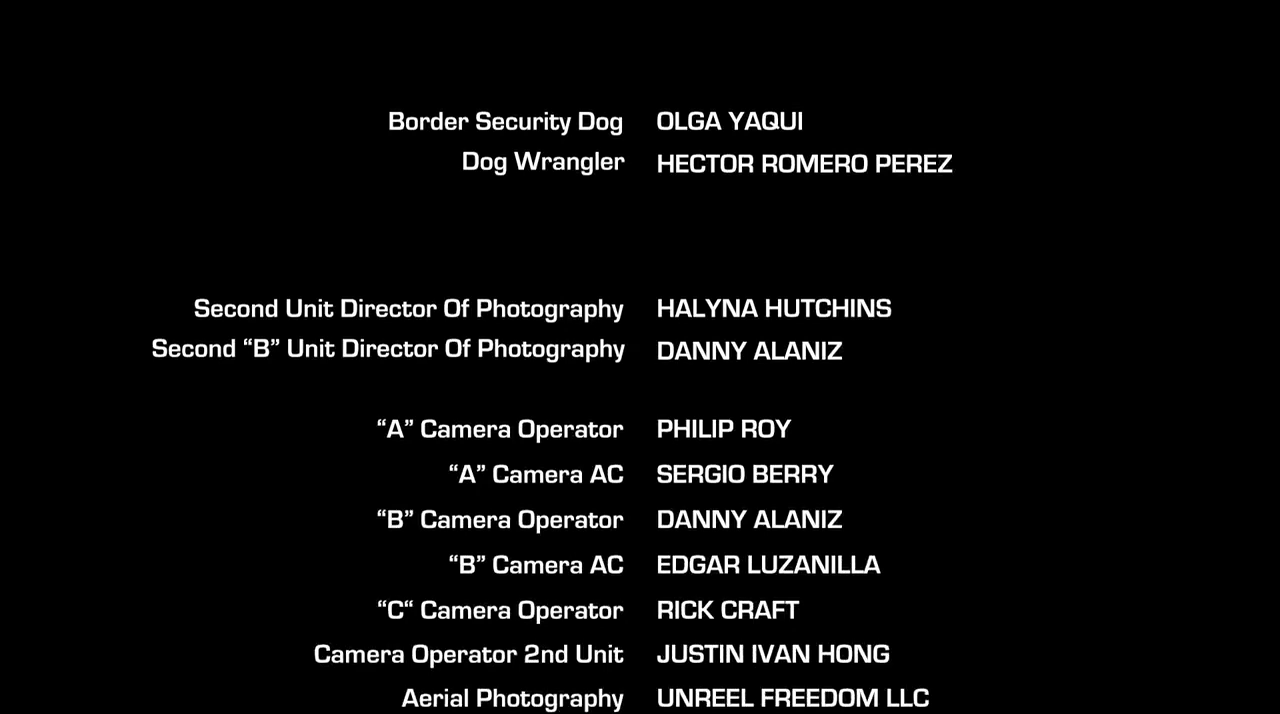 Border Security Dog OLGA YAQUI
Dog Wrangler HECTOR ROMERO PEREZ
Second Unit Director Of Photography HALYNA HUTCHINS
Second “B” Unit Director Of Photography DANNY ALANIZ
“A” Camera Operator PHILIP ROY
“A” Camera AC SERGIO BERRY
“B” Camera Operator DANNY ALANIZ
“B” Camera AC EDGAR LUZANILLA
“C“ Camera Operator RICK CRAFT
Camera Operator 2nd Unit JUSTIN IVAN HONG
Aerial Photography UNREEL FREEDOM LLC